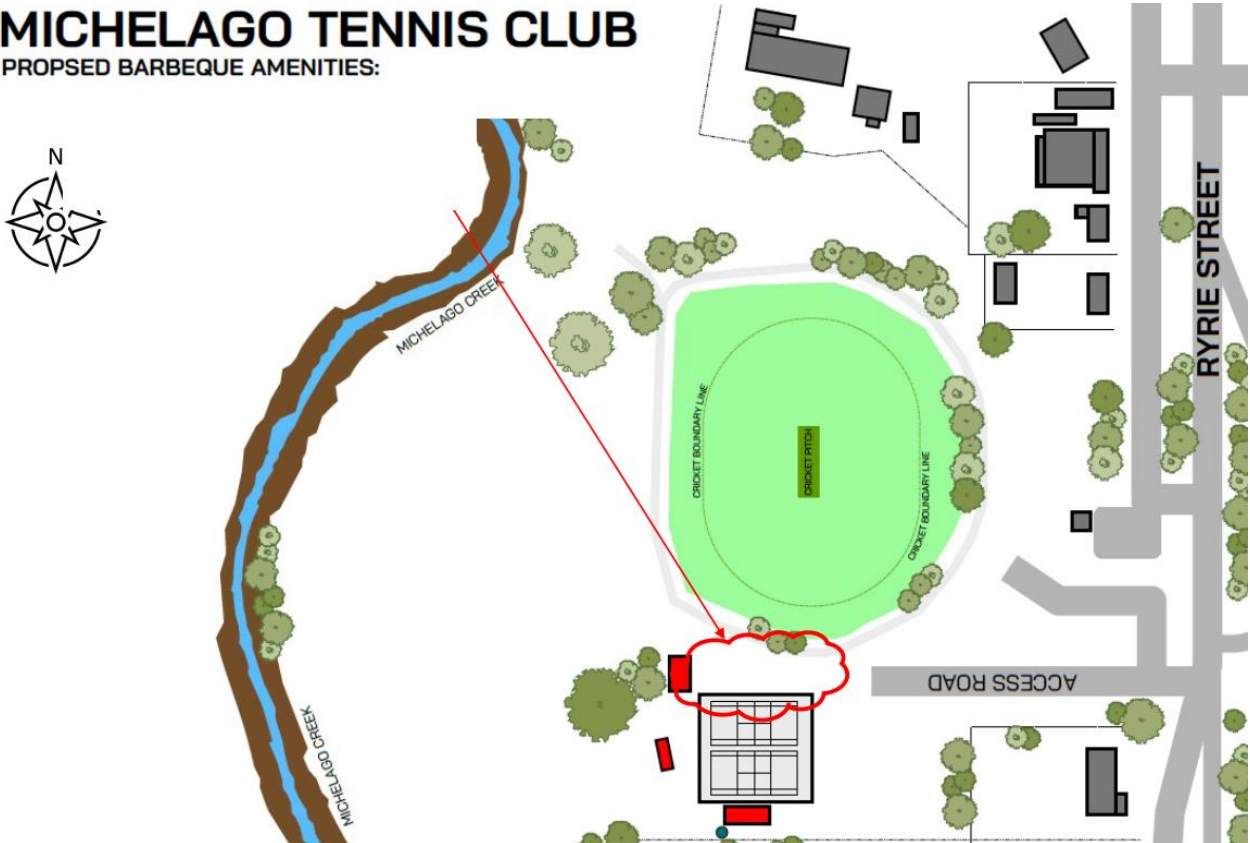 MICHELAGO TENNIS CLUB
PROPSED BARBEQUE AMENITIES:
N
MICHELAGO CREEK
RYRIE STREET
CRICKET BOUNDARY LINE
CRICKET PITCH
CRICKET BOUNDARY LINE
ACCESS ROAD
MICHELAGO CREEK